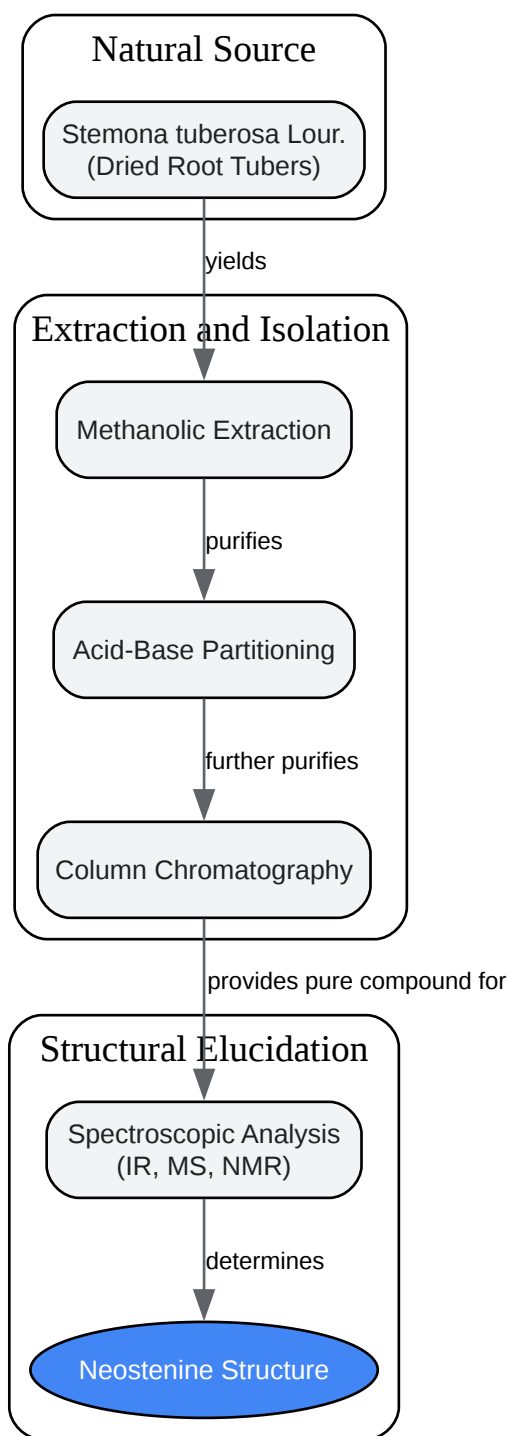 Natural Source
Stemona tuberosa Lour.
(Dried Root Tubers)
yields
Extraction and Isolation
Methanolic Extraction
purifies
Acid-Base Partitioning
further purifies
Column Chromatography
provides pure compound for
Structural Elucidation
Spectroscopic Analysis
(IR, MS, NMR)
determines
Neostenine Structure